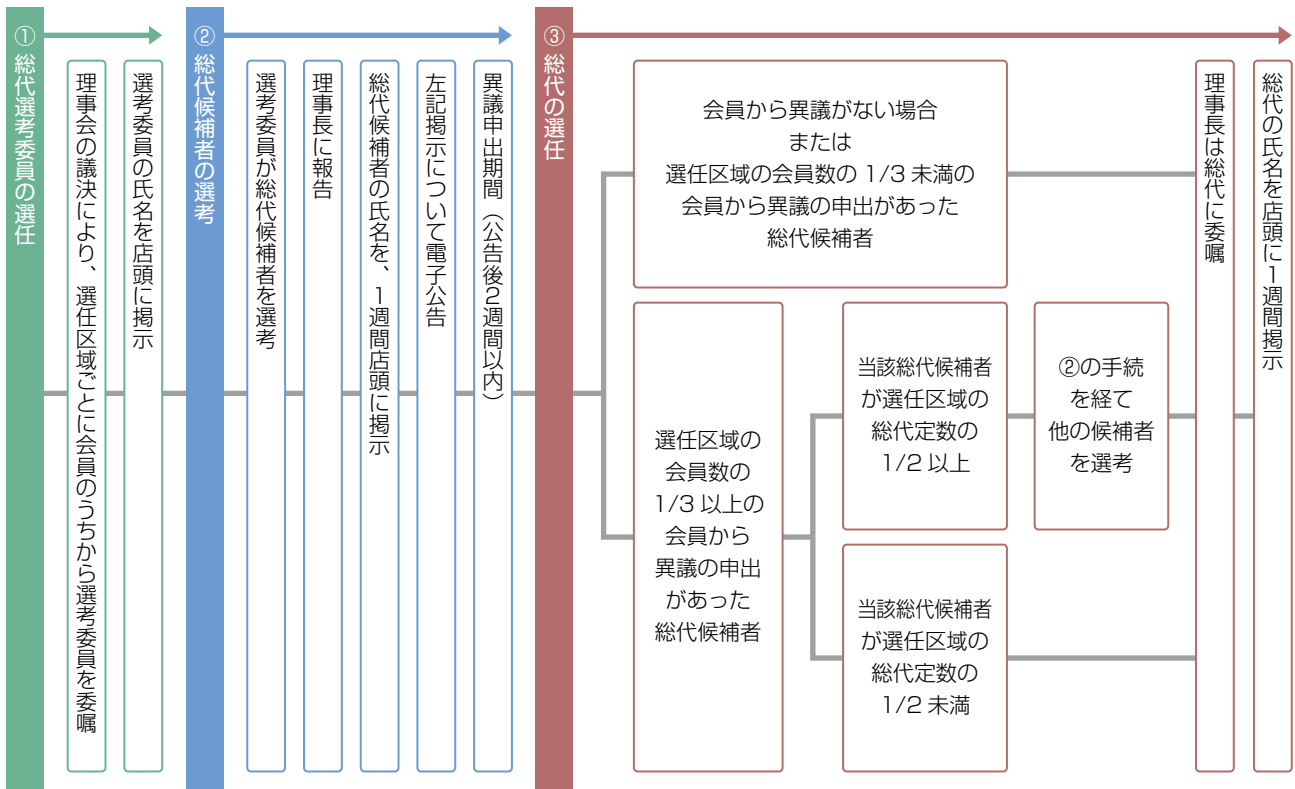 ① 総代選考委員の選任
理事会の議決により、選任区域ごとに会員のうちから選考委員を委嘱
選考委員の氏名を店頭に掲示
② 総代候補者の選考
選考委員が総代候補者を選考
理事長に報告
総代候補者の氏名を、1週間店頭に掲示
左記掲示について電子公告
異議申出期間（公告後2週間以内）
③ 総代の選任
会員から異議がない場合
または
選任区域の会員数の 1/3 未満の
会員から異議の申出があった
総代候補者
選任区域の
会員数の
1/3 以上の
会員から
異議の申出
があった
総代候補者
当該総代候補者
が選任区域の
総代定数の
1/2 以上
②の手続
を経て
他の候補者
を選考
当該総代候補者
が選任区域の
総代定数の
1/2 未満
理事長は総代に委嘱
総代の氏名を店頭に1週間掲示